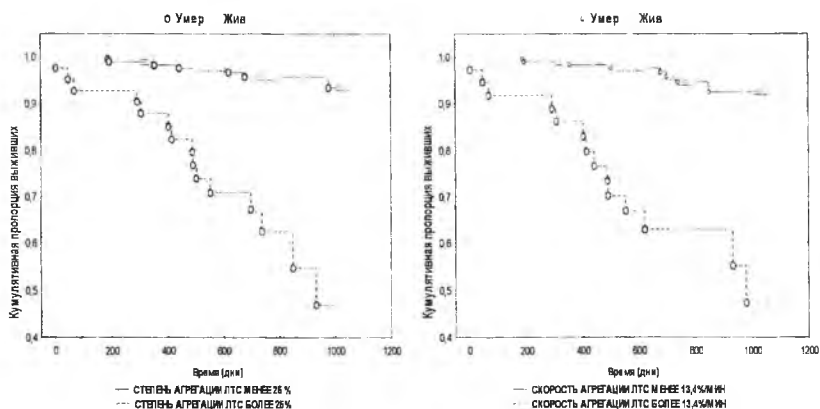 o Умер   Жив
Кумулятивная пропорция выживших
1,0
0,9
0,8
0,7
0,6
0,5
0,4
0 200 400 600 800 1000 1200
Время (дни)
СТЕПЕНЬ АГРЕГАЦИИ ЛТС МЕНЕЕ 26 %
СТЕПЕНЬ АГРЕГАЦИИ ЛТС БОЛЕЕ 26%
Умер   Жив
Кумулятивная пропорция выживших
1,0
0,9
0,8
0,7
0,6
0,5
0,4
0 200 400 600 800 1000 1200
Время (дни)
СКОРОСТЬ АГРЕГАЦИИ ЛТС МЕНЕЕ 13,4%/МИН
СКОРОСТЬ АГРЕГАЦИИ ЛТС БОЛЕЕ 13,4%/МИН